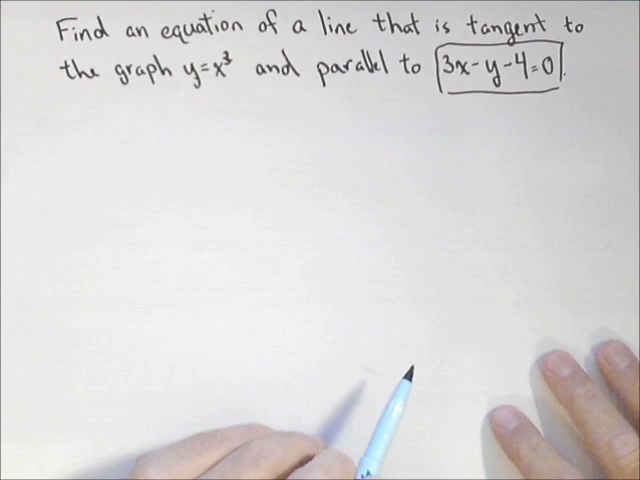 Find an equation of a line that is tangent to
the graph y=x³ and parallel to 3x-y-4=0.